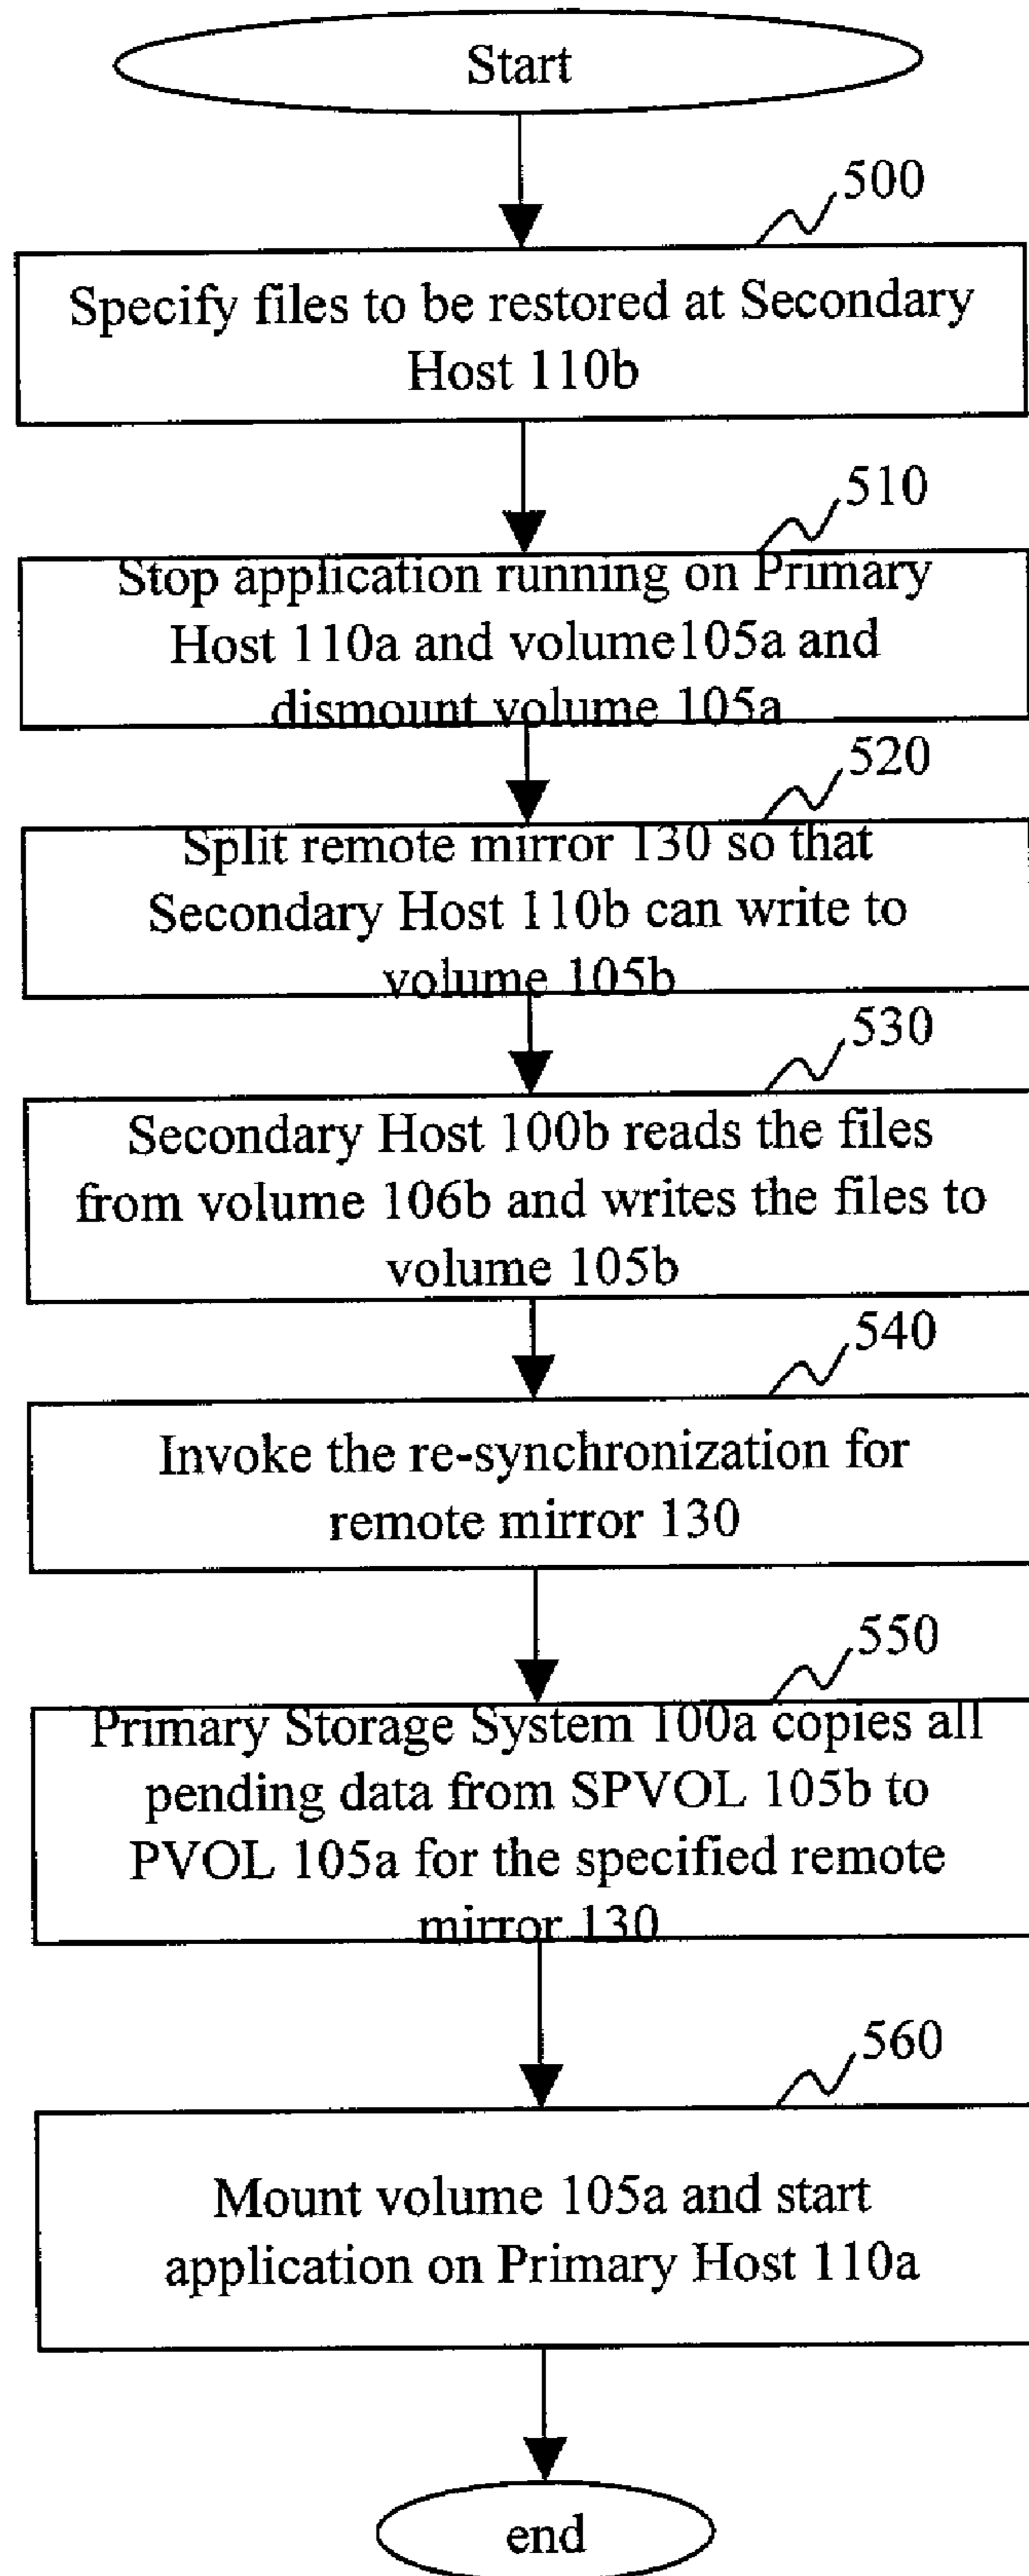 Start
500
Specify files to be restored at Secondary
Host 110b
510
Stop application running on Primary
Host 110a and volume105a and
dismount volume 105a
520
Split remote mirror 130 so that
Secondary Host 110b can write to
volume 105b
530
Secondary Host 100b reads the files
from volume 106b and writes the files to
volume 105b
540
Invoke the re-synchronization for
remote mirror 130
550
Primary Storage System 100a copies all
pending data from SPVOL 105b to
PVOL 105a for the specified remote
mirror 130
560
Mount volume 105a and start
application on Primary Host 110a
end